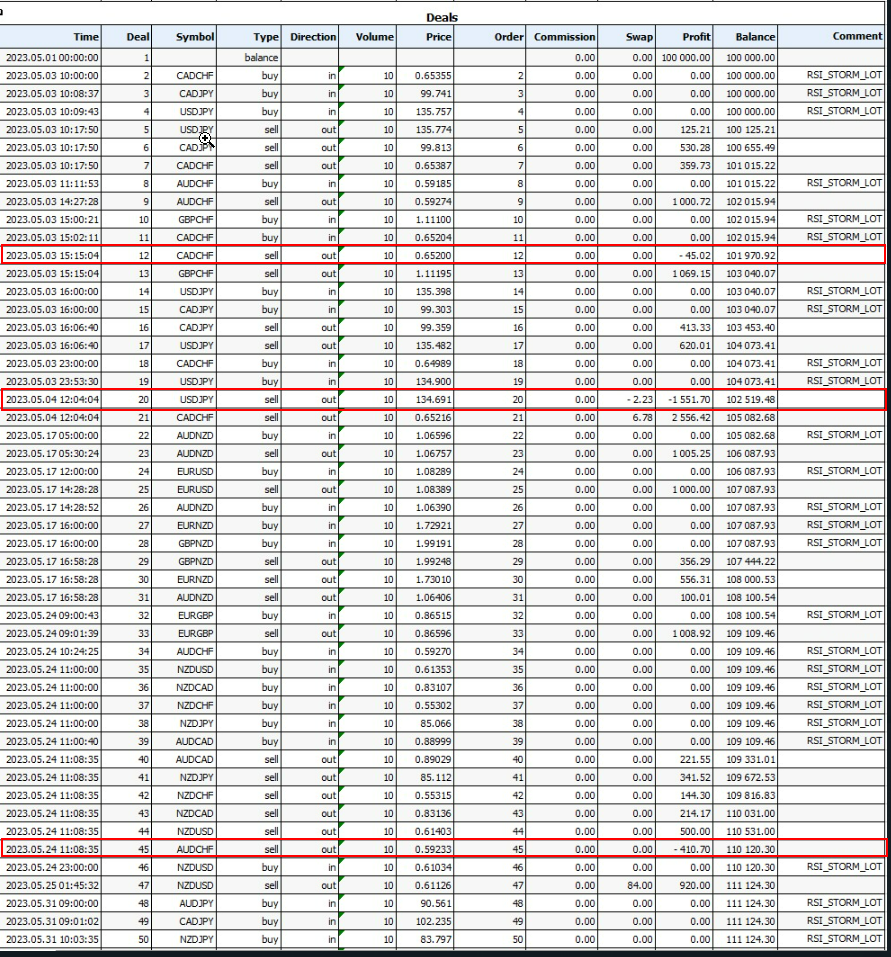 Deals
Time Deal Symbol Type Direction Volume Price Order Commission Swap Profit Balance Comment
2023.05.01 00:00:00 1 balance 0.00 0.00 100 000.00 100 000.00
2023.05.03 10:00:00 2 CADCHF buy in 10 0.65355 2 0.00 0.00 0.00 100 000.00 RSI_STORM_LOT
2023.05.03 10:08:37 3 CADJPY buy in 10 99.741 3 0.00 0.00 0.00 100 000.00 RSI_STORM_LOT
2023.05.03 10:09:43 4 USDJPY buy in 10 135.757 4 0.00 0.00 0.00 100 000.00 RSI_STORM_LOT
2023.05.03 10:17:50 5 USDJPY sell out 10 135.774 5 0.00 0.00 125.21 100 125.21
2023.05.03 10:17:50 6 CADJPY sell out 10 99.813 6 0.00 0.00 530.28 100 655.49
2023.05.03 10:17:50 7 CADCHF sell out 10 0.65387 7 0.00 0.00 359.73 101 015.22
2023.05.03 11:11:53 8 AUDCHF buy in 10 0.59185 8 0.00 0.00 0.00 101 015.22 RSI_STORM_LOT
2023.05.03 14:27:28 9 AUDCHF sell out 10 0.59274 9 0.00 0.00 1 000.72 102 015.94
2023.05.03 15:00:21 10 GBPCHF buy in 10 1.11100 10 0.00 0.00 0.00 102 015.94 RSI_STORM_LOT
2023.05.03 15:02:11 11 CADCHF buy in 10 0.65204 11 0.00 0.00 0.00 102 015.94 RSI_STORM_LOT
2023.05.03 15:15:04 12 CADCHF sell out 10 0.65200 12 0.00 0.00 - 45.02 101 970.92
2023.05.03 15:15:04 13 GBPCHF sell out 10 1.11195 13 0.00 0.00 1 069.15 103 040.07
2023.05.03 16:00:00 14 USDJPY buy in 10 135.398 14 0.00 0.00 0.00 103 040.07 RSI_STORM_LOT
2023.05.03 16:00:00 15 CADJPY buy in 10 99.303 15 0.00 0.00 0.00 103 040.07 RSI_STORM_LOT
2023.05.03 16:06:40 16 CADJPY sell out 10 99.359 16 0.00 0.00 413.33 103 453.40
2023.05.03 16:06:40 17 USDJPY sell out 10 135.482 17 0.00 0.00 620.01 104 073.41
2023.05.03 23:00:00 18 CADCHF buy in 10 0.64989 18 0.00 0.00 0.00 104 073.41 RSI_STORM_LOT
2023.05.03 23:53:30 19 USDJPY buy in 10 134.900 19 0.00 0.00 0.00 104 073.41 RSI_STORM_LOT
2023.05.04 12:04:04 20 USDJPY sell out 10 134.691 20 0.00 - 2.23 -1 551.70 102 519.48
2023.05.04 12:04:04 21 CADCHF sell out 10 0.65216 21 0.00 6.78 2 556.42 105 082.68
2023.05.17 05:00:00 22 AUDNZD buy in 10 1.06596 22 0.00 0.00 0.00 105 082.68 RSI_STORM_LOT
2023.05.17 05:30:24 23 AUDNZD sell out 10 1.06757 23 0.00 0.00 1 005.25 106 087.93
2023.05.17 12:00:00 24 EURUSD buy in 10 1.08289 24 0.00 0.00 0.00 106 087.93 RSI_STORM_LOT
2023.05.17 14:28:28 25 EURUSD sell out 10 1.08389 25 0.00 0.00 1 000.00 107 087.93
2023.05.17 14:28:52 26 AUDNZD buy in 10 1.06390 26 0.00 0.00 0.00 107 087.93 RSI_STORM_LOT
2023.05.17 16:00:00 27 EURNZD buy in 10 1.72921 27 0.00 0.00 0.00 107 087.93 RSI_STORM_LOT
2023.05.17 16:00:00 28 GBPNZD buy in 10 1.99191 28 0.00 0.00 0.00 107 087.93 RSI_STORM_LOT
2023.05.17 16:58:28 29 GBPNZD sell out 10 1.99248 29 0.00 0.00 356.29 107 444.22
2023.05.17 16:58:28 30 EURNZD sell out 10 1.73010 30 0.00 0.00 556.31 108 000.53
2023.05.17 16:58:28 31 AUDNZD sell out 10 1.06406 31 0.00 0.00 100.01 108 100.54
2023.05.24 09:00:43 32 EURGBP buy in 10 0.86515 32 0.00 0.00 0.00 108 100.54 RSI_STORM_LOT
2023.05.24 09:01:39 33 EURGBP sell out 10 0.86596 33 0.00 0.00 1 008.92 109 109.46
2023.05.24 10:24:25 34 AUDCHF buy in 10 0.59270 34 0.00 0.00 0.00 109 109.46 RSI_STORM_LOT
2023.05.24 11:00:00 35 NZDUSD buy in 10 0.61353 35 0.00 0.00 0.00 109 109.46 RSI_STORM_LOT
2023.05.24 11:00:00 36 NZDCAD buy in 10 0.83107 36 0.00 0.00 0.00 109 109.46 RSI_STORM_LOT
2023.05.24 11:00:00 37 NZDCHF buy in 10 0.55302 37 0.00 0.00 0.00 109 109.46 RSI_STORM_LOT
2023.05.24 11:00:00 38 NZDJPY buy in 10 85.066 38 0.00 0.00 0.00 109 109.46 RSI_STORM_LOT
2023.05.24 11:00:40 39 AUDCAD buy in 10 0.88999 39 0.00 0.00 0.00 109 109.46 RSI_STORM_LOT
2023.05.24 11:08:35 40 AUDCAD sell out 10 0.89029 40 0.00 0.00 221.55 109 331.01
2023.05.24 11:08:35 41 NZDJPY sell out 10 85.112 41 0.00 0.00 341.52 109 672.53
2023.05.24 11:08:35 42 NZDCHF sell out 10 0.55315 42 0.00 0.00 144.30 109 816.83
2023.05.24 11:08:35 43 NZDCAD sell out 10 0.83136 43 0.00 0.00 214.17 110 031.00
2023.05.24 11:08:35 44 NZDUSD sell out 10 0.61403 44 0.00 0.00 500.00 110 531.00
2023.05.24 11:08:35 45 AUDCHF sell out 10 0.59233 45 0.00 0.00 - 410.70 110 120.30
2023.05.24 23:00:00 46 NZDUSD buy in 10 0.61034 46 0.00 0.00 0.00 110 120.30 RSI_STORM_LOT
2023.05.25 01:45:32 47 NZDUSD sell out 10 0.61126 47 0.00 84.00 920.00 111 124.30
2023.05.31 09:00:00 48 AUDJPY buy in 10 90.561 48 0.00 0.00 0.00 111 124.30 RSI_STORM_LOT
2023.05.31 09:01:02 49 CADJPY buy in 10 102.235 49 0.00 0.00 0.00 111 124.30 RSI_STORM_LOT
2023.05.31 10:03:35 50 NZDJPY buy in 10 83.797 50 0.00 0.00 0.00 111 124.30 RSI_STORM_LOT